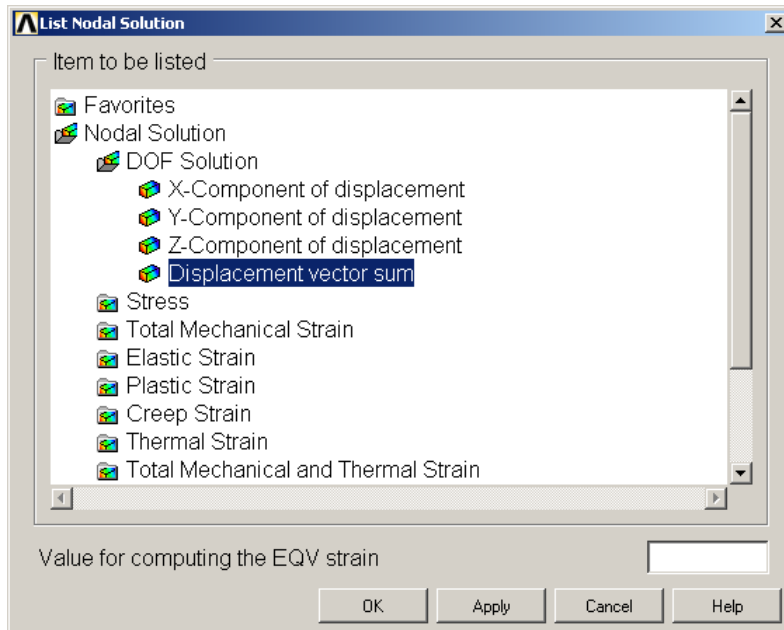 List Nodal Solution
Item to be listed
Favorites
Nodal Solution
DOF Solution
X-Component of displacement
Y-Component of displacement
Z-Component of displacement
Displacement vector sum
Stress
Total Mechanical Strain
Elastic Strain
Plastic Strain
Creep Strain
Thermal Strain
Total Mechanical and Thermal Strain
Value for computing the EQV strain
OK Apply Cancel Help